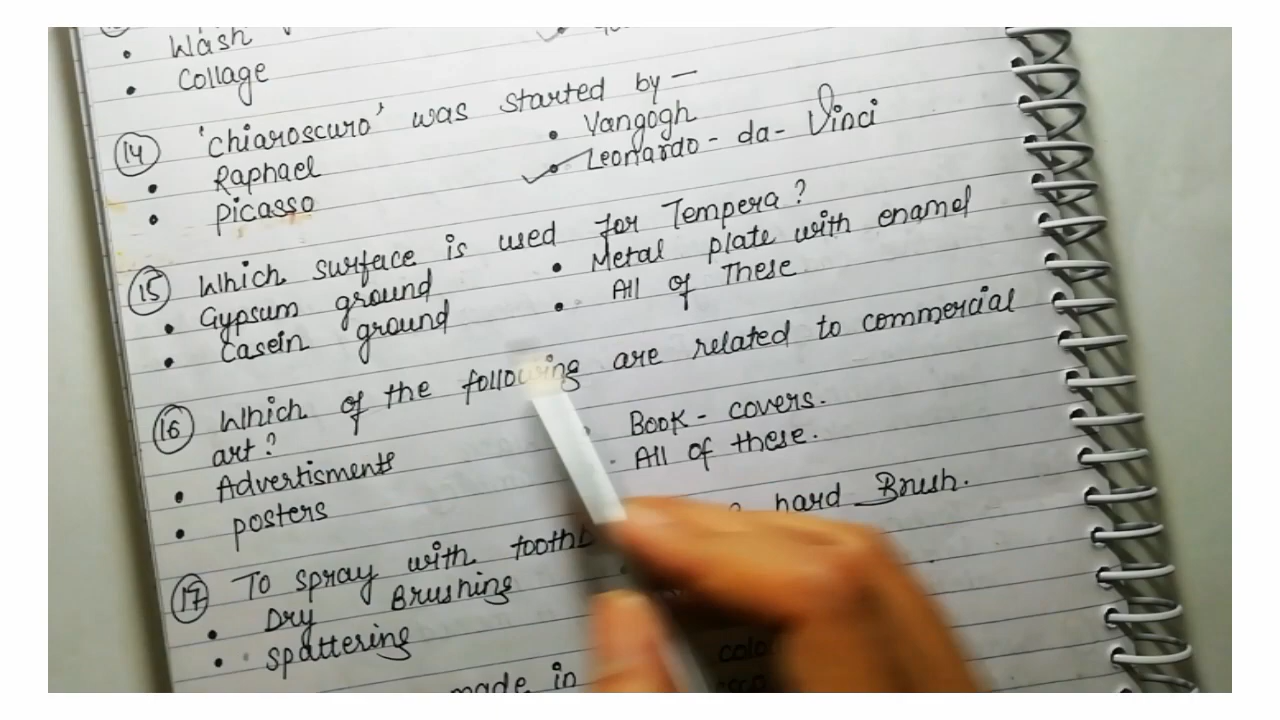 Wash
Collage
14 'chiaroscuro' was started by —
Raphael
Vangogh
Picasso
Leonardo - da - Vinci
15 Which surface is used for Tempera?
Gypsum ground
Metal plate with enamel
Casein ground
All of These
16 Which of the following are related to commercial
art?
Advertisments
Book - covers.
posters
All of these.
17 To spray with hard Brush.
Dry Brushing
Spattering
made in